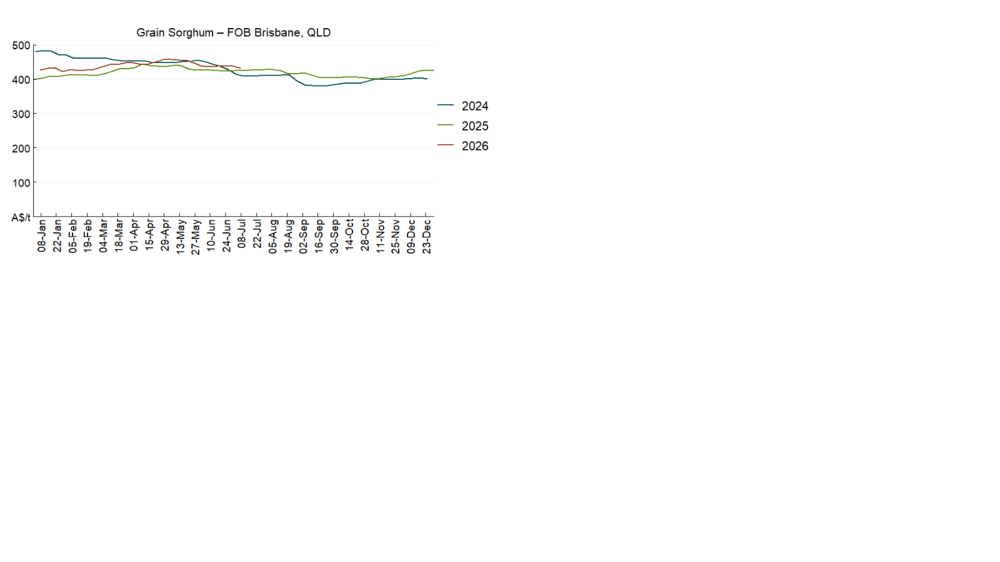 Grain Sorghum – FOB Brisbane, QLD
500
400
300
200
100
A$/t
08-Jan
22-Jan
05-Feb
19-Feb
04-Mar
18-Mar
01-Apr
15-Apr
29-Apr
13-May
27-May
10-Jun
24-Jun
08-Jul
22-Jul
05-Aug
19-Aug
02-Sep
16-Sep
30-Sep
14-Oct
28-Oct
11-Nov
25-Nov
09-Dec
23-Dec
2024
2025
2026